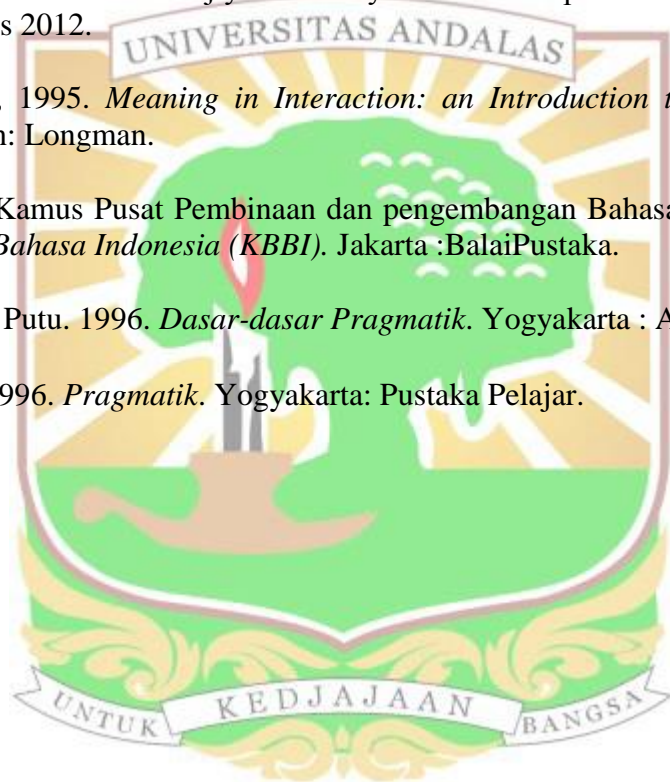 s 2012.
UNIVERSITAS ANDALAS
, 1995. Meaning in Interaction: an Introduction t
n: Longman.
Kamus Pusat Pembinaan dan pengembangan Bahasa
Bahasa Indonesia (KBBI). Jakarta :BalaiPustaka.
Putu. 1996. Dasar-dasar Pragmatik. Yogyakarta : A
996. Pragmatik. Yogyakarta: Pustaka Pelajar.
UNTUK KEDJAJAAN BANGSA